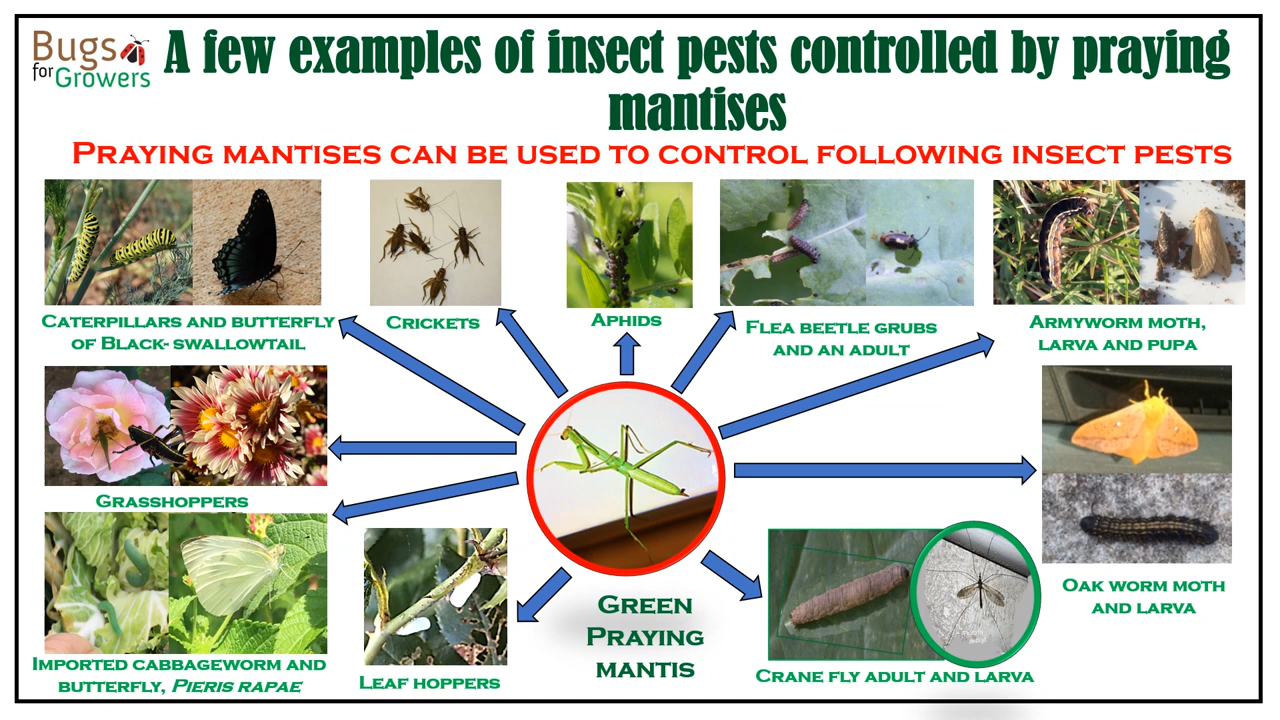 Bugs
for Growers
A few examples of insect pests controlled by praying
mantises
PRAYING MANTISES CAN BE USED TO CONTROL FOLLOWING INSECT PESTS
CATERPILLARS AND BUTTERFLY
OF BLACK- SWALLOWTAIL
CRICKETS
APHIDS
FLEA BEETLE GRUBS
AND AN ADULT
ARMYWORM MOTH,
LARVA AND PUPA
GRASSHOPPERS
OAK WORM MOTH
AND LARVA
IMPORTED CABBAGEWORM AND
BUTTERFLY, PIERIS RAPAE
LEAF HOPPERS
GREEN
PRAYING
MANTIS
CRANE FLY ADULT AND LARVA